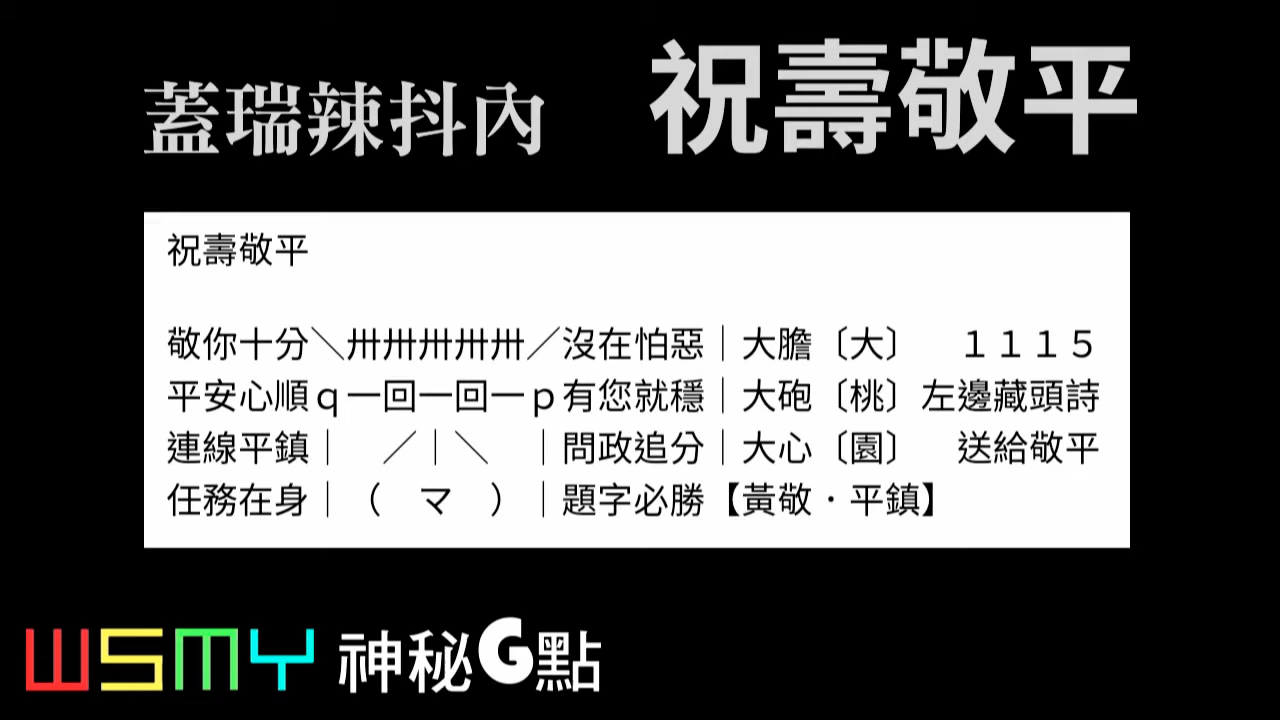 蓋瑞辣抖內　祝壽敬平
祝壽敬平
敬你十分＼卅卅卅卅卅／沒在怕惡｜大膽〔大〕　１１１５
平安心順ｑ一回一回一ｐ有您就穩｜大砲〔桃〕左邊藏頭詩
連線平鎮｜　／｜＼　｜問政追分｜大心〔園〕　送給敬平
任務在身｜（　マ　）｜題字必勝【黃敬．平鎮】
WSMY 神秘G點